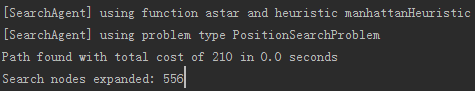 [SearchAgent] using function astar and heuristic manhattanHeuristic
[SearchAgent] using problem type PositionSearchProblem
Path found with total cost of 210 in 0.0 seconds
Search nodes expanded: 556